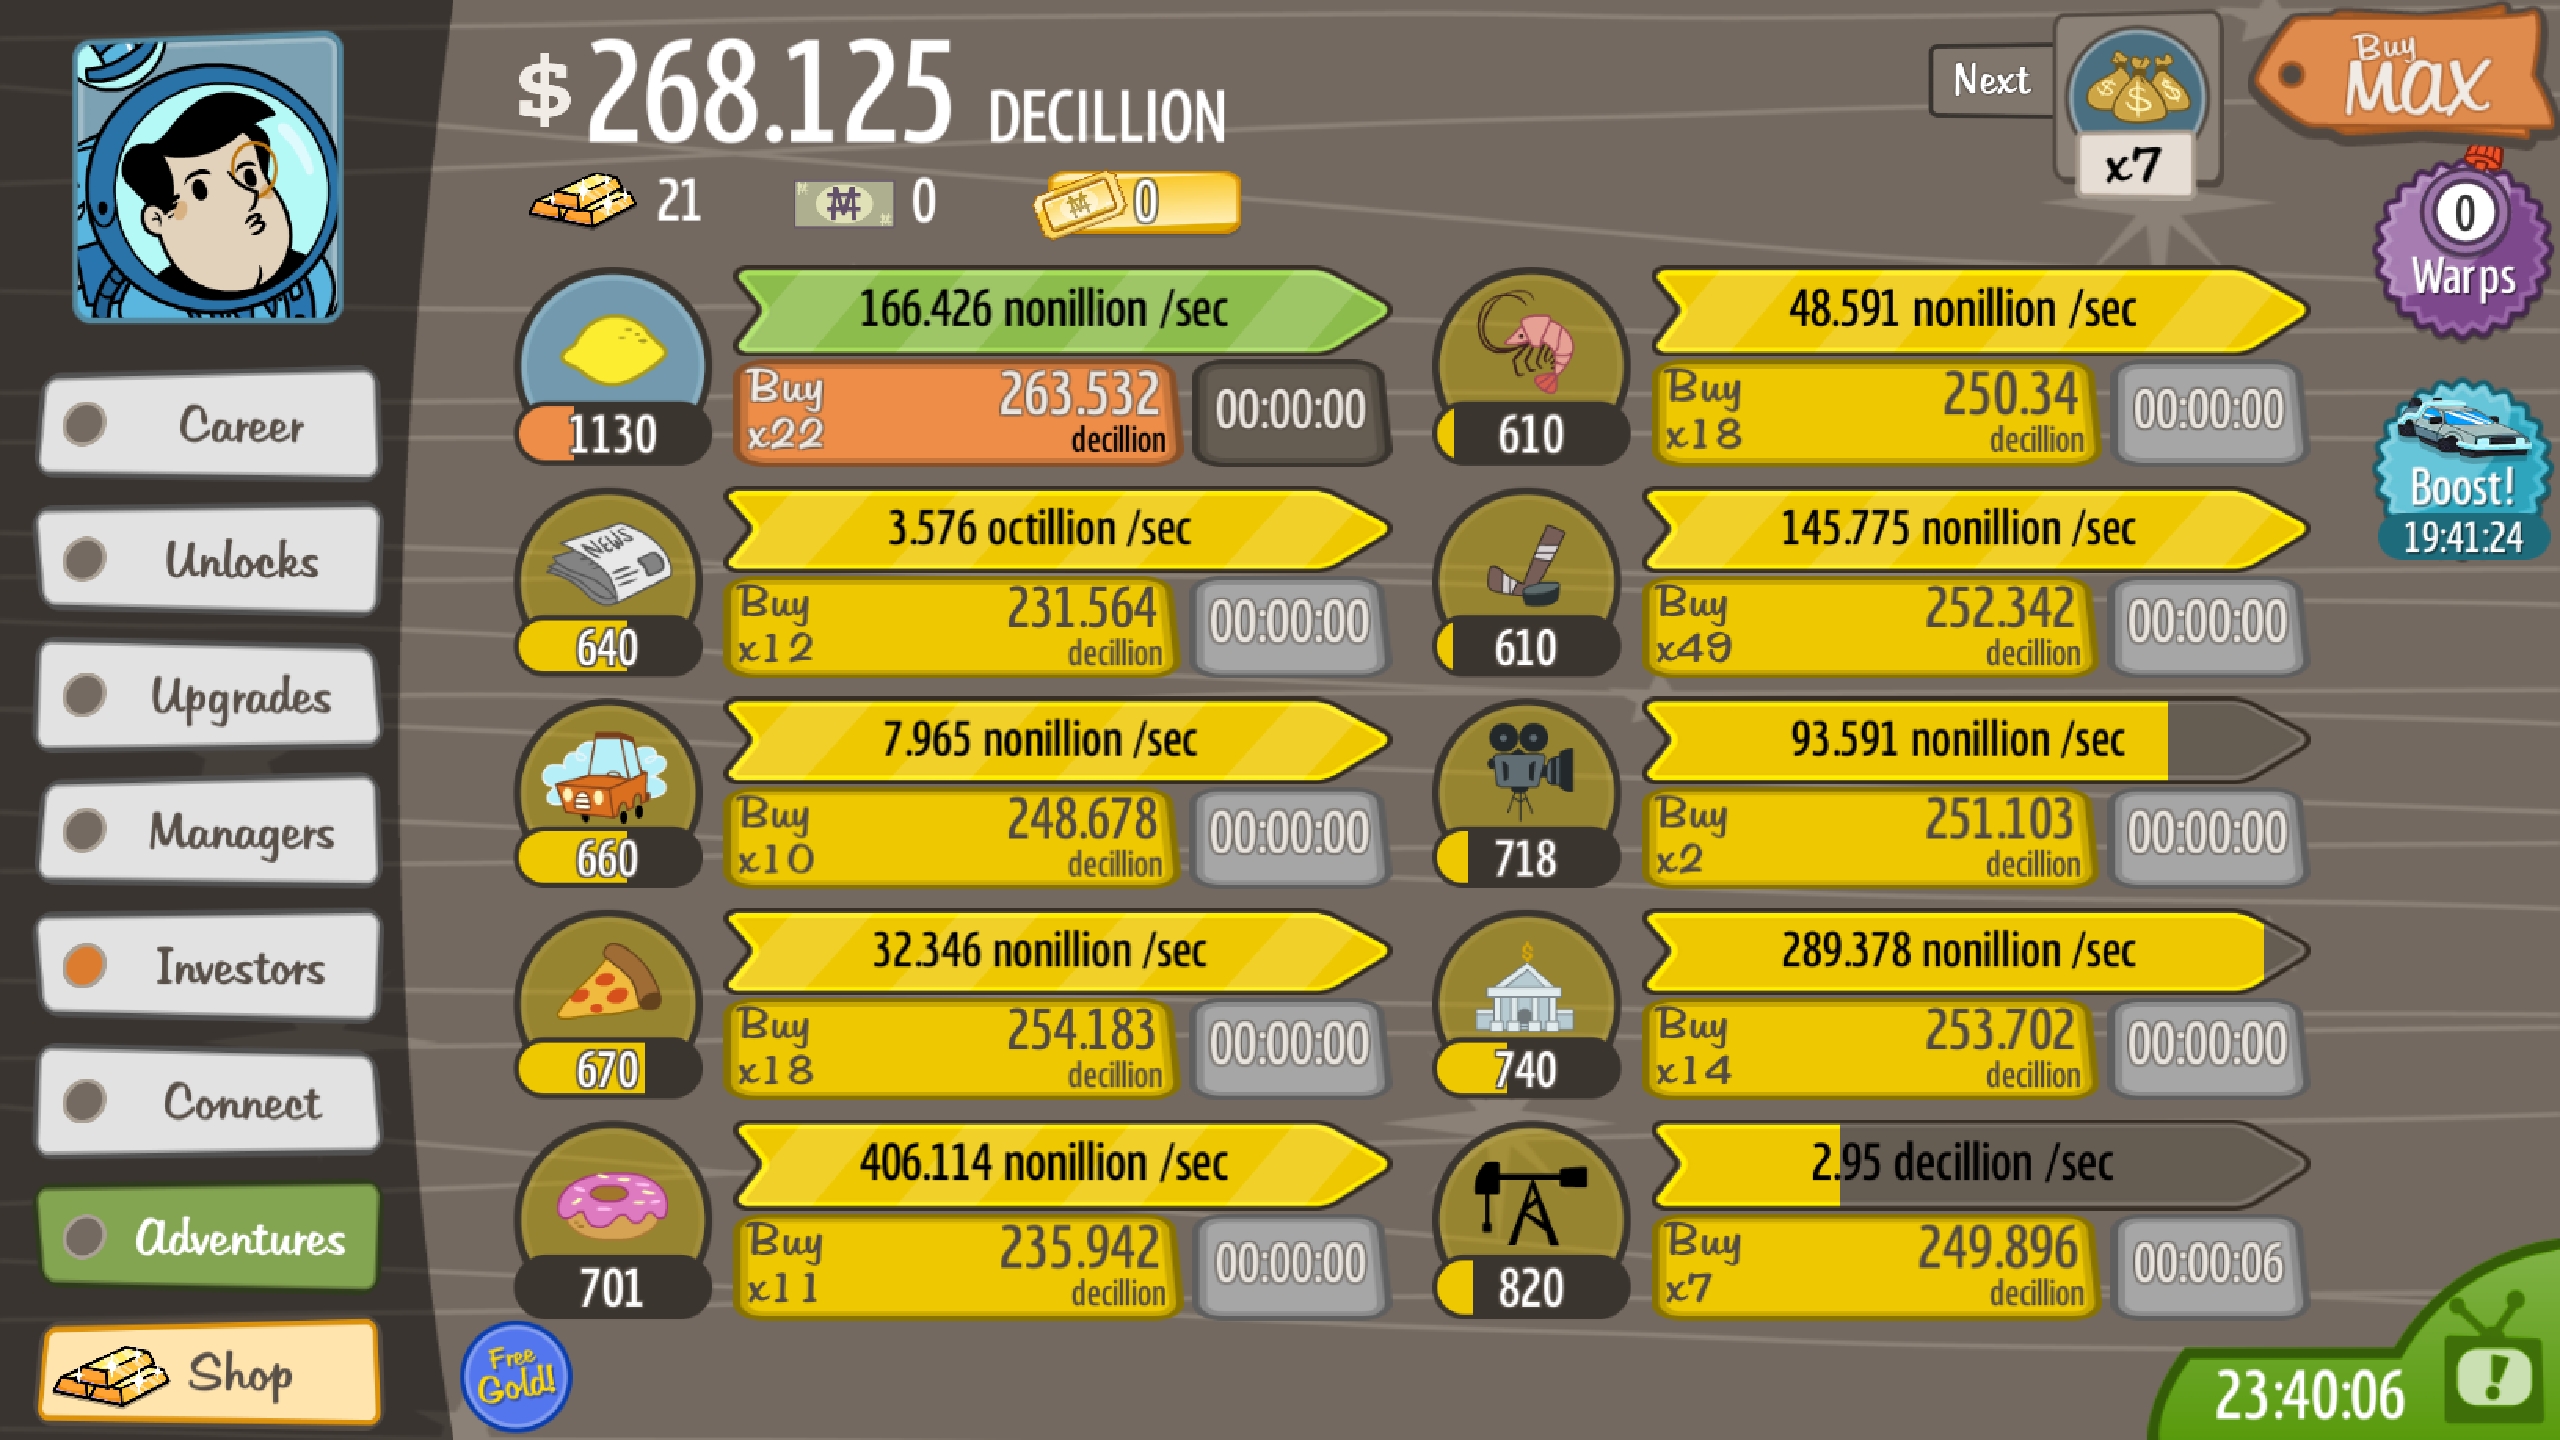 $268.125 DECILLION
21
0
0
Next
x7
Buy
MAX
0
Warps
Boost!
19:41:24
Career
Unlocks
Upgrades
Managers
Investors
Connect
Adventures
Shop
166.426 nonillion /sec
1130
Buy
x22
263.532
decillion
00:00:00
NEWS
3.576 octillion /sec
640
Buy
x12
231.564
decillion
00:00:00
7.965 nonillion /sec
660
Buy
x10
248.678
decillion
00:00:00
32.346 nonillion /sec
670
Buy
x18
254.183
decillion
00:00:00
406.114 nonillion /sec
701
Buy
x11
235.942
decillion
00:00:00
48.591 nonillion /sec
610
Buy
x18
250.34
decillion
00:00:00
145.775 nonillion /sec
610
Buy
x49
252.342
decillion
00:00:00
93.591 nonillion /sec
718
Buy
x2
251.103
decillion
00:00:00
289.378 nonillion /sec
740
Buy
x14
253.702
decillion
00:00:00
2.95 decillion /sec
820
Buy
x7
249.896
decillion
00:00:06
Free
Gold!
23:40:06